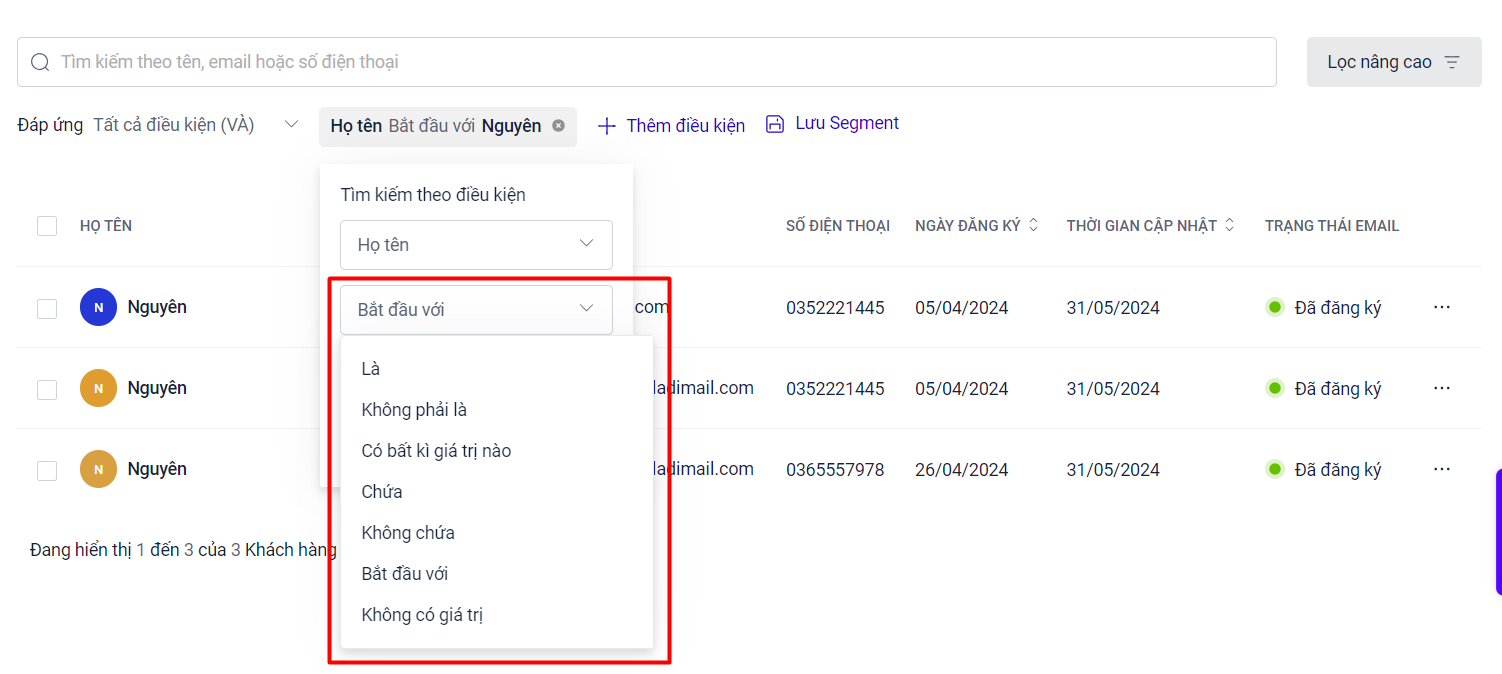 Tìm kiếm theo tên, email hoặc số điện thoại
Lọc nâng cao
Đáp ứng Tất cả điều kiện (VÀ) Họ tên Bắt đầu với Nguyên Thêm điều kiện Lưu Segment
Tìm kiếm theo điều kiện
Họ tên
HỌ TÊN SỐ ĐIỆN THOẠI NGÀY ĐĂNG KÝ THỜI GIAN CẬP NHẬT TRẠNG THÁI EMAIL
Bắt đầu với
Là
Không phải là
Có bất kì giá trị nào
Chứa
Không chứa
Bắt đầu với
Không có giá trị
N Nguyên com 0352221445 05/04/2024 31/05/2024 Đã đăng ký
N Nguyên ladimail.com 0352221445 05/04/2024 31/05/2024 Đã đăng ký
N Nguyên ladimail.com 0365557978 26/04/2024 31/05/2024 Đã đăng ký
Đang hiển thị 1 đến 3 của 3 Khách hàng